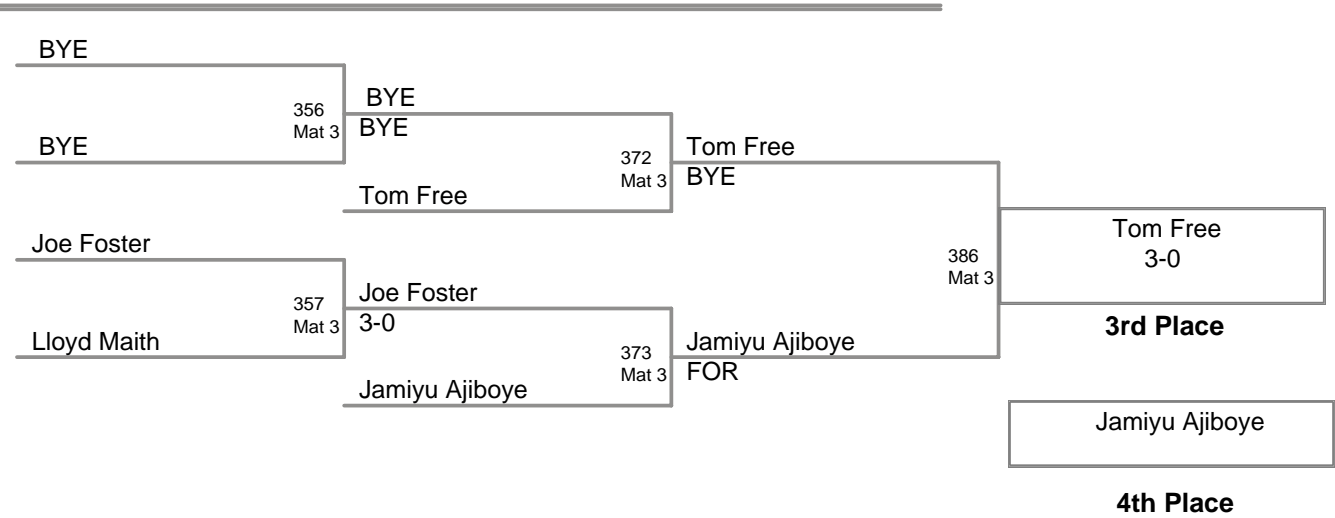 BYE
356
Mat 3
BYE
BYE
BYE
372
Mat 3
Tom Free
Tom Free
BYE
Joe Foster
357
Mat 3
Lloyd Maith
Joe Foster
3-0
373
Mat 3
Jamiyu Ajiboye
Jamiyu Ajiboye
FOR
386
Mat 3
Tom Free
3-0
3rd Place
Jamiyu Ajiboye
4th Place